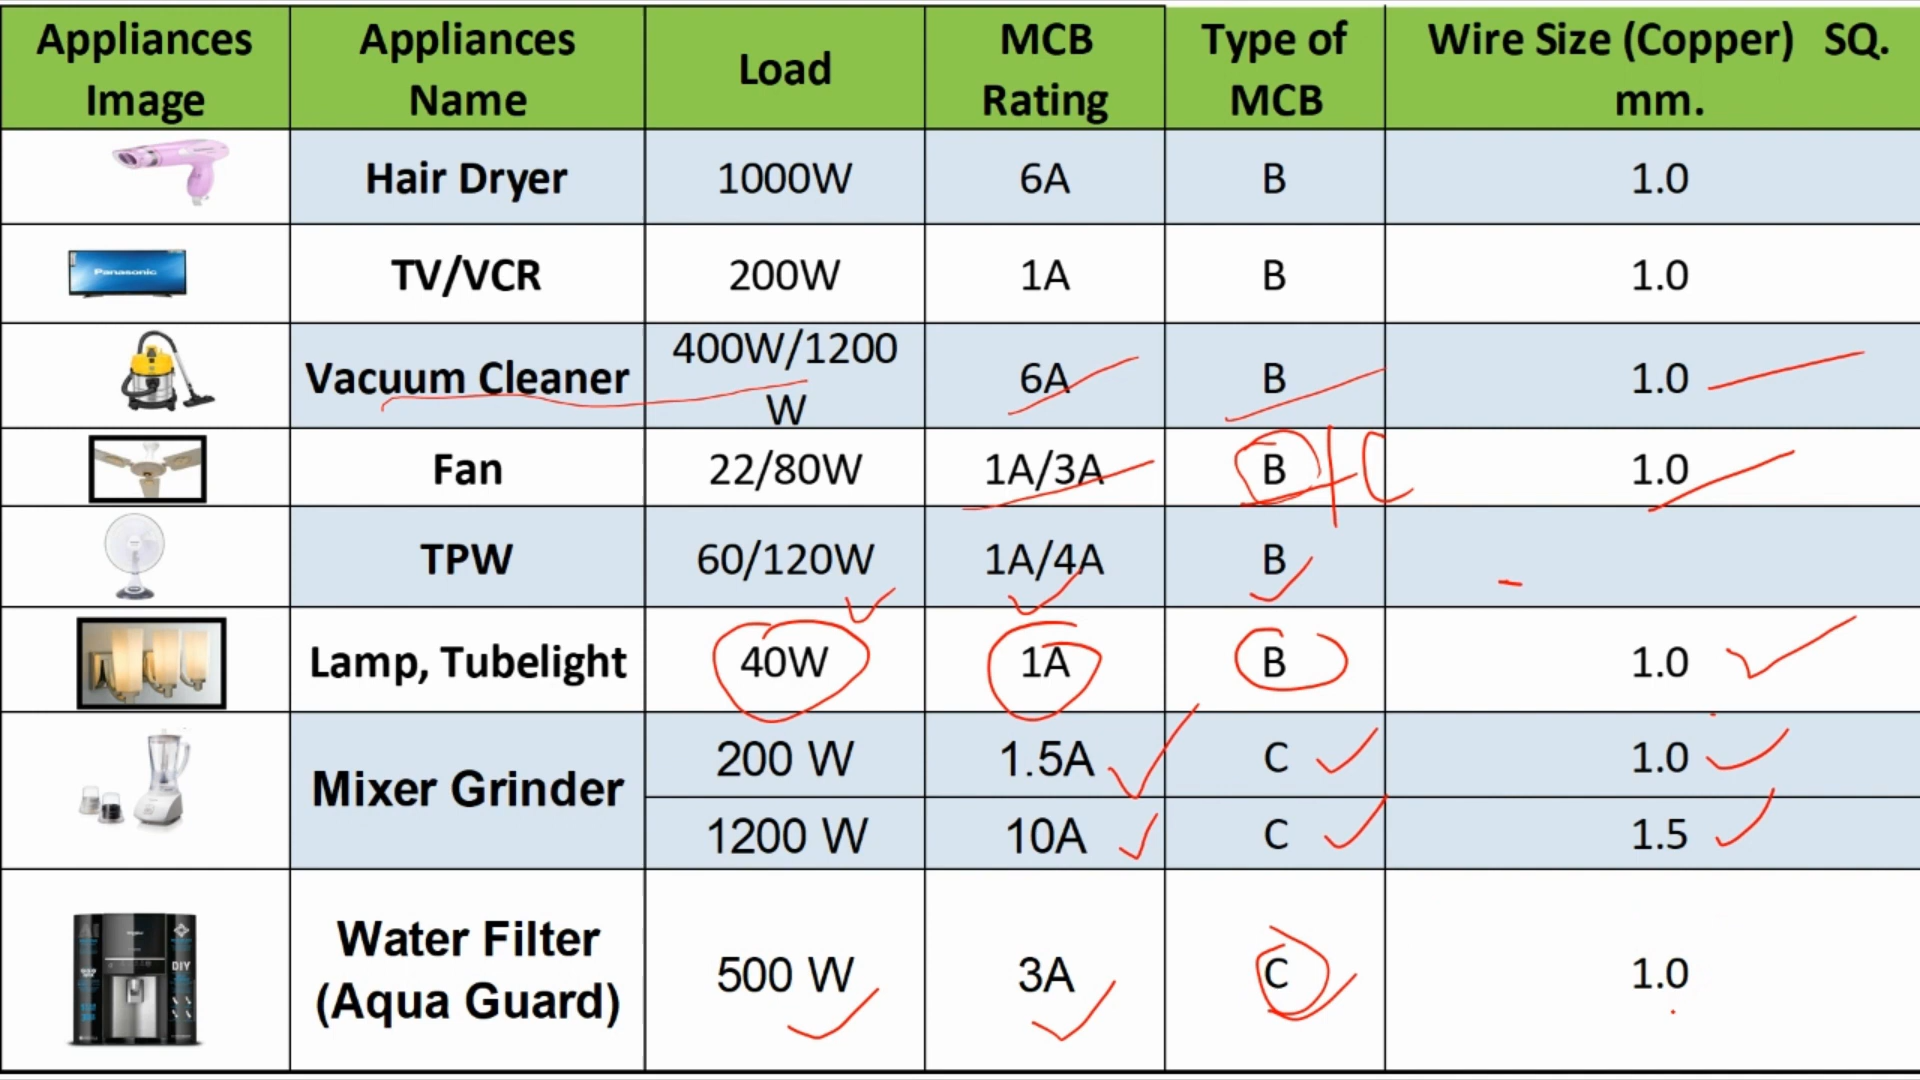 Appliances Image
Appliances Name
Load
MCB Rating
Type of MCB
Wire Size (Copper) SQ. mm.
Hair Dryer 1000W 6A B 1.0
Panasonic
TV/VCR 200W 1A B 1.0
Vacuum Cleaner 400W/1200 W 6A B 1.0
Fan 22/80W 1A/3A B/C 1.0
TPW 60/120W 1A/4A B -
Lamp, Tubelight 40W 1A B 1.0
Mixer Grinder 200 W 1.5A C 1.0
1200 W 10A C 1.5
DIY
Water Filter (Aqua Guard) 500 W 3A C 1.0